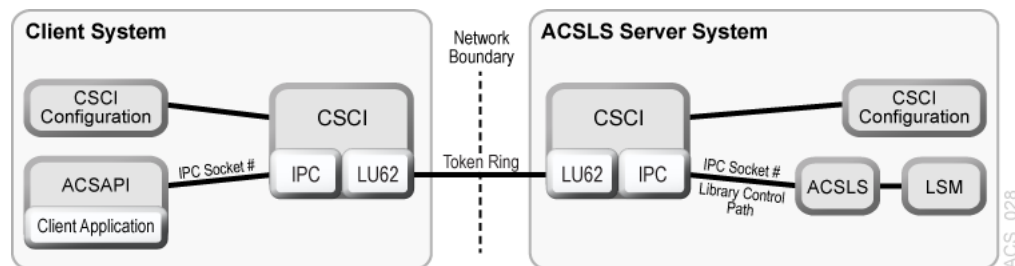 Client System
CSCI
Configuration
ACSAPI
Client Application
IPC Socket #
CSCI
IPC
LU62
Network
Boundary
Token Ring
ACSLS Server System
CSCI
LU62
IPC
IPC Socket #
Library Control
Path
CSCI
Configuration
ACSLS
LSM
ACS_028